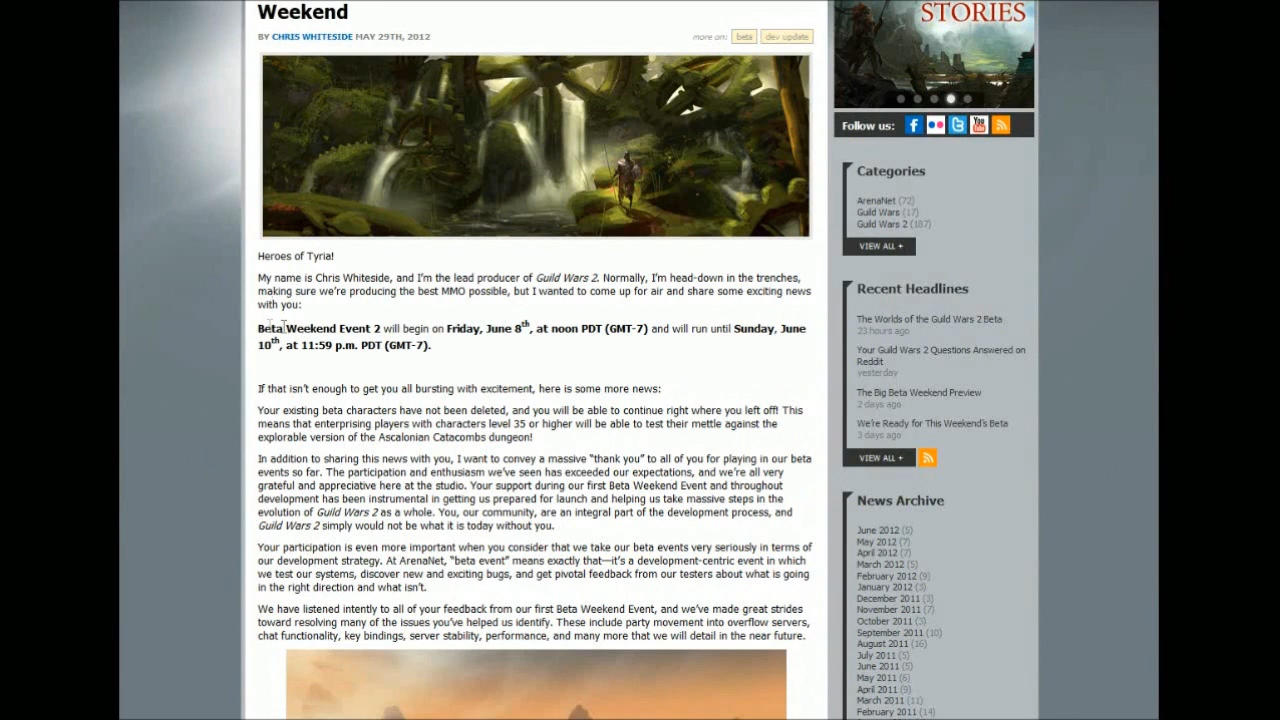 Weekend
BY CHRIS WHITESIDE MAY 29TH, 2012
more on: beta dev update
Heroes of Tyria!
My name is Chris Whiteside, and I'm the lead producer of Guild Wars 2. Normally, I'm head-down in the trenches,
making sure we're producing the best MMO possible, but I wanted to come up for air and share some exciting news
with you:
Beta Weekend Event 2 will begin on Friday, June 8th, at noon PDT (GMT-7) and will run until Sunday, June
10th, at 11:59 p.m. PDT (GMT-7).
If that isn't enough to get you all bursting with excitement, here is some more news:
Your existing beta characters have not been deleted, and you will be able to continue right where you left off! This
means that enterprising players with characters level 35 or higher will be able to test their mettle against the
explorable version of the Ascalonian Catacombs dungeon!
In addition to sharing this news with you, I want to convey a massive “thank you” to all of you for playing in our beta
events so far. The participation and enthusiasm we've seen has exceeded our expectations, and we're all very
grateful and appreciative here at the studio. Your support during our first Beta Weekend Event and throughout
development has been instrumental in getting us prepared for launch and helping us take massive steps in the
evolution of Guild Wars 2 as a whole. You, our community, are an integral part of the development process, and
Guild Wars 2 simply would not be what it is today without you.
Your participation is even more important when you consider that we take our beta events very seriously in terms of
our development strategy. At ArenaNet, “beta event” means exactly that—it's a development-centric event in which
we test our systems, discover new and exciting bugs, and get pivotal feedback from our testers about what is going
in the right direction and what isn't.
We have listened intently to all of your feedback from our first Beta Weekend Event, and we've made great strides
toward resolving many of the issues you've helped us identify. These include party movement into overflow servers,
chat functionality, key bindings, server stability, performance, and many more that we will detail in the near future.
STORIES
Follow us:
Categories
ArenaNet (72)
Guild Wars (17)
Guild Wars 2 (187)
VIEW ALL +
Recent Headlines
The Worlds of the Guild Wars 2 Beta
23 hours ago
Your Guild Wars 2 Questions Answered on
Reddit
yesterday
The Big Beta Weekend Preview
2 days ago
We're Ready for This Weekend's Beta
3 days ago
VIEW ALL +
News Archive
June 2012 (5)
May 2012 (7)
April 2012 (7)
March 2012 (5)
February 2012 (9)
January 2012 (3)
December 2011 (3)
November 2011 (7)
October 2011 (3)
September 2011 (10)
August 2011 (16)
July 2011 (5)
June 2011 (5)
May 2011 (6)
April 2011 (9)
March 2011 (11)
February 2011 (14)